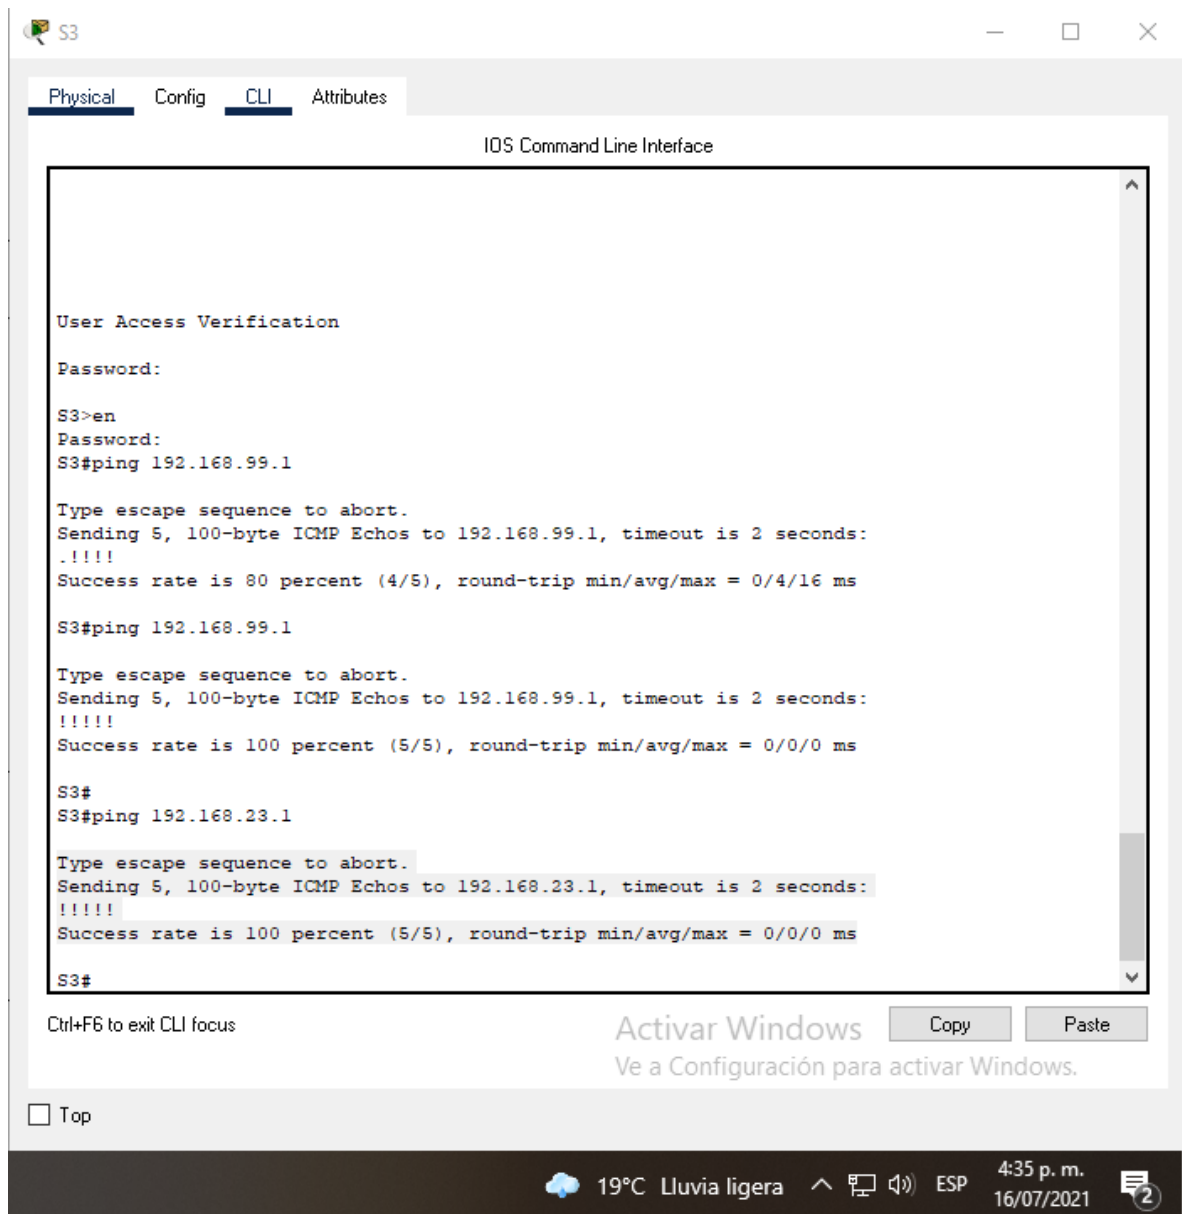 S3
Physical Config CLI Attributes
IOS Command Line Interface
User Access Verification
Password:
S3>en
Password:
S3#ping 192.168.99.1
Type escape sequence to abort.
Sending 5, 100-byte ICMP Echos to 192.168.99.1, timeout is 2 seconds:
.!!!!
Success rate is 80 percent (4/5), round-trip min/avg/max = 0/4/16 ms
S3#ping 192.168.99.1
Type escape sequence to abort.
Sending 5, 100-byte ICMP Echos to 192.168.99.1, timeout is 2 seconds:
!!!!!
Success rate is 100 percent (5/5), round-trip min/avg/max = 0/0/0 ms
S3#
S3#ping 192.168.23.1
Type escape sequence to abort.
Sending 5, 100-byte ICMP Echos to 192.168.23.1, timeout is 2 seconds:
!!!!!
Success rate is 100 percent (5/5), round-trip min/avg/max = 0/0/0 ms
S3#
Ctrl+F6 to exit CLI focus
Copy Paste
Activar Windows
Ve a Configuración para activar Windows.
Top
19°C Lluvia ligera ESP
4:35 p. m.
16/07/2021
2